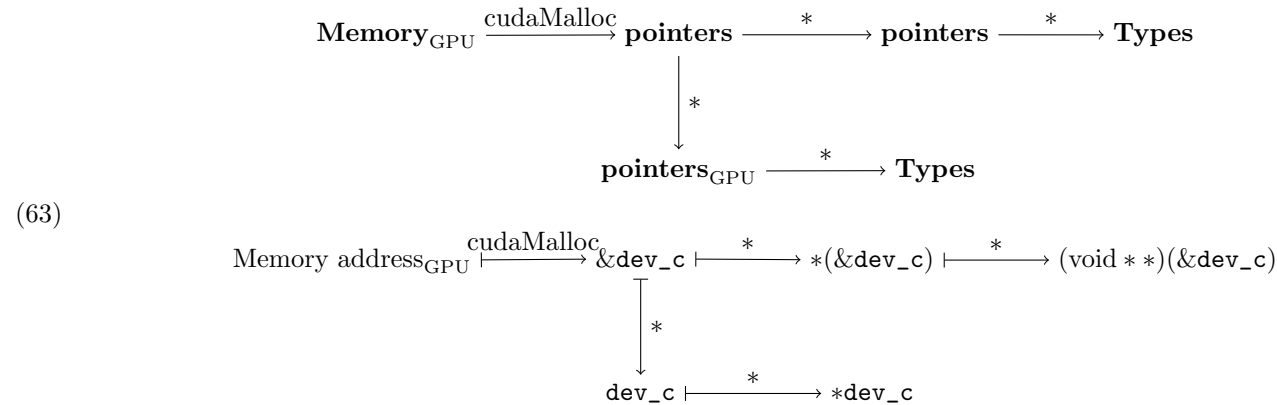 cudaMalloc * *
Memory_GPU pointers pointers Types
*
*
pointers_GPU Types
(63)
cudaMalloc * *
Memory address_GPU &dev_c *(&dev_c) (void * *)(&dev_c)
*
*
dev_c *dev_c